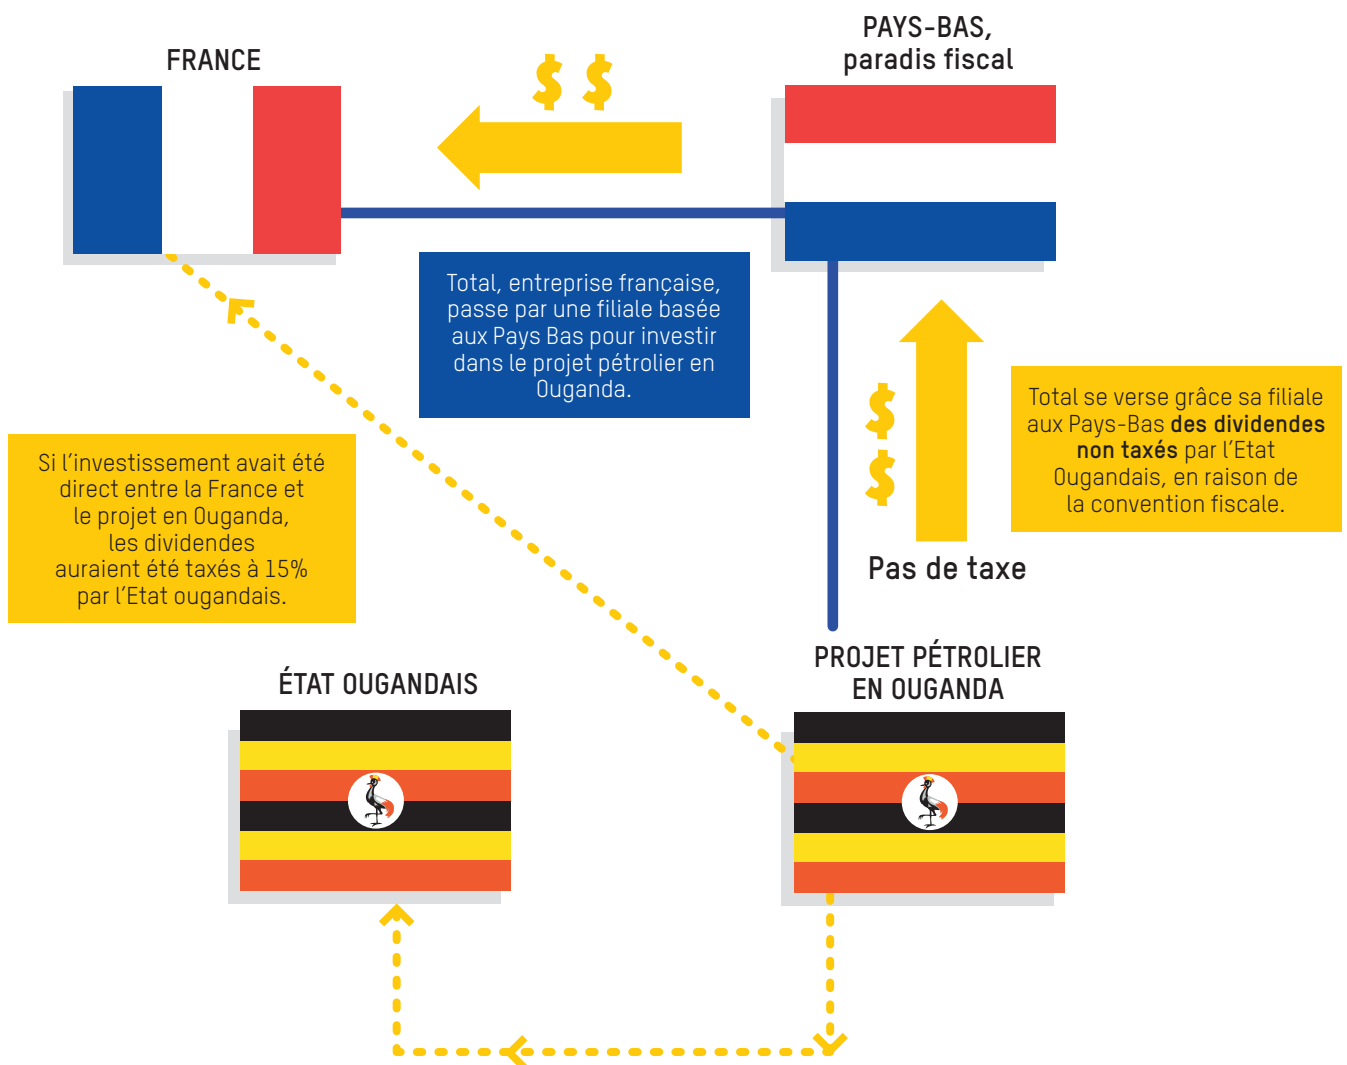 FRANCE
PAYS-BAS,
paradis fiscal
$ $
Total, entreprise française,
passe par une filiale basée
aux Pays Bas pour investir
dans le projet pétrolier en
Ouganda.
$
$
Total se verse grâce sa filiale
aux Pays-Bas des dividendes
non taxés par l'Etat
Ougandais, en raison de
la convention fiscale.
Si l'investissement avait été
direct entre la France et
le projet en Ouganda,
les dividendes
auraient été taxés à 15%
par l'Etat ougandais.
Pas de taxe
ÉTAT OUGANDAIS
PROJET PÉTROLIER
EN OUGANDA